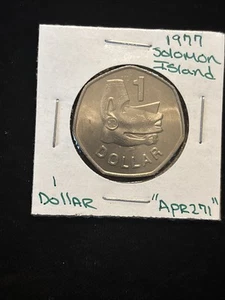 1977
Solomon
Island
1
DOLLAR
1
DOLLAR
"APR271"